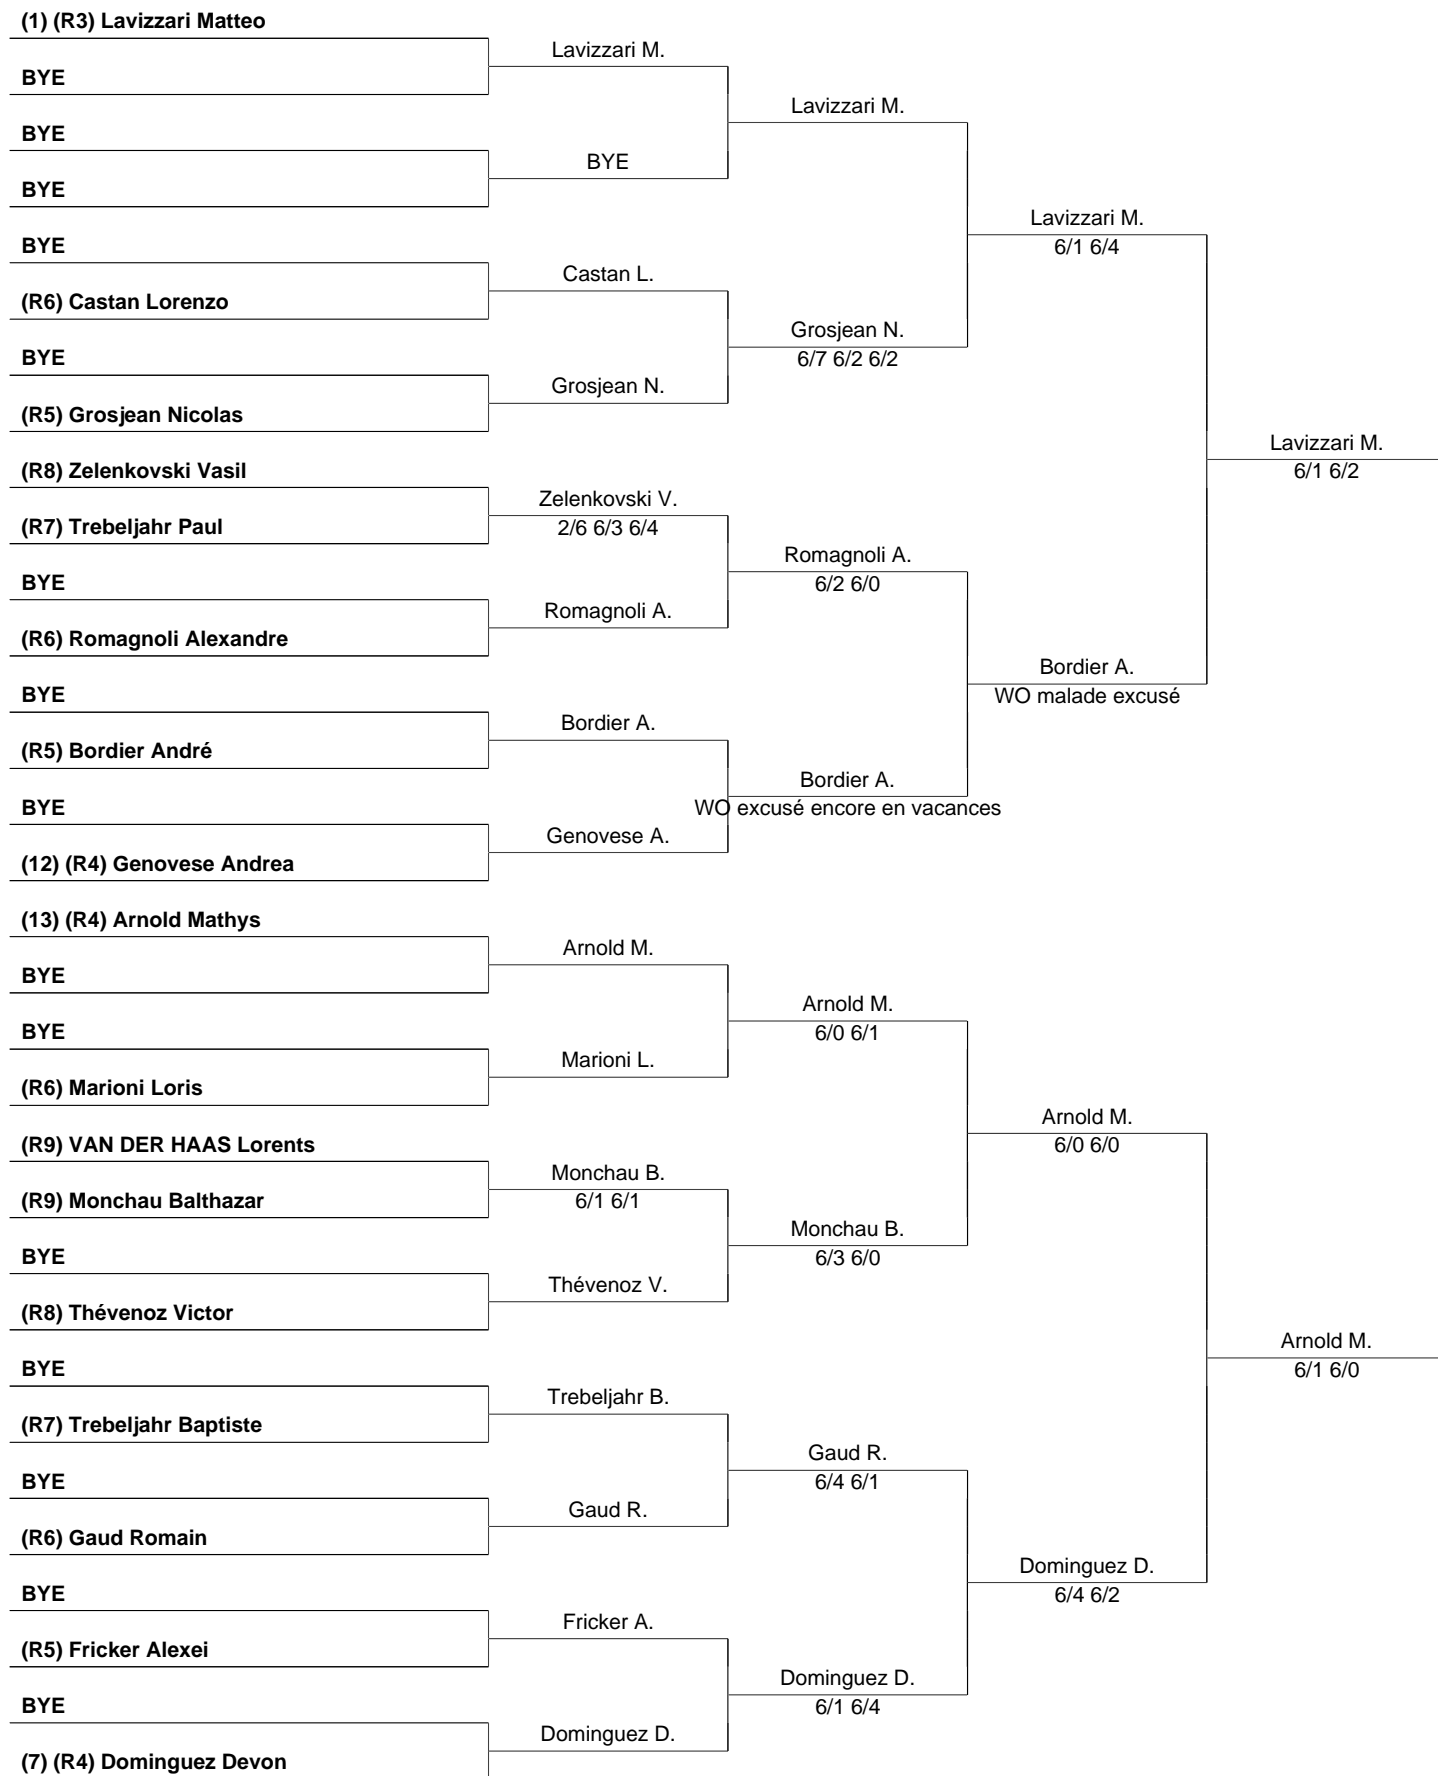 (1) (R3) Lavizzari Matteo
Lavizzari M.
BYE
Lavizzari M.
BYE
BYE
BYE
Lavizzari M.
BYE
6/1 6/4
Castan L.
(R6) Castan Lorenzo
Grosjean N.
BYE
6/7 6/2 6/2
Grosjean N.
(R5) Grosjean Nicolas
Lavizzari M.
(R8) Zelenkovski Vasil
6/1 6/2
Zelenkovski V.
(R7) Trebeljahr Paul
2/6 6/3 6/4
Romagnoli A.
BYE
6/2 6/0
Romagnoli A.
(R6) Romagnoli Alexandre
Bordier A.
BYE
WO malade excusé
Bordier A.
(R5) Bordier André
Bordier A.
BYE
WO excusé encore en vacances
Genovese A.
(12) (R4) Genovese Andrea
(13) (R4) Arnold Mathys
Arnold M.
BYE
Arnold M.
BYE
6/0 6/1
Marioni L.
(R6) Marioni Loris
Arnold M.
(R9) VAN DER HAAS Lorents
6/0 6/0
Monchau B.
(R9) Monchau Balthazar
6/1 6/1
Monchau B.
BYE
6/3 6/0
Thévenoz V.
(R8) Thévenoz Victor
Arnold M.
BYE
6/1 6/0
Trebeljahr B.
(R7) Trebeljahr Baptiste
Gaud R.
BYE
6/4 6/1
Gaud R.
(R6) Gaud Romain
Dominguez D.
BYE
6/4 6/2
Fricker A.
(R5) Fricker Alexei
Dominguez D.
BYE
6/1 6/4
Dominguez D.
(7) (R4) Dominguez Devon